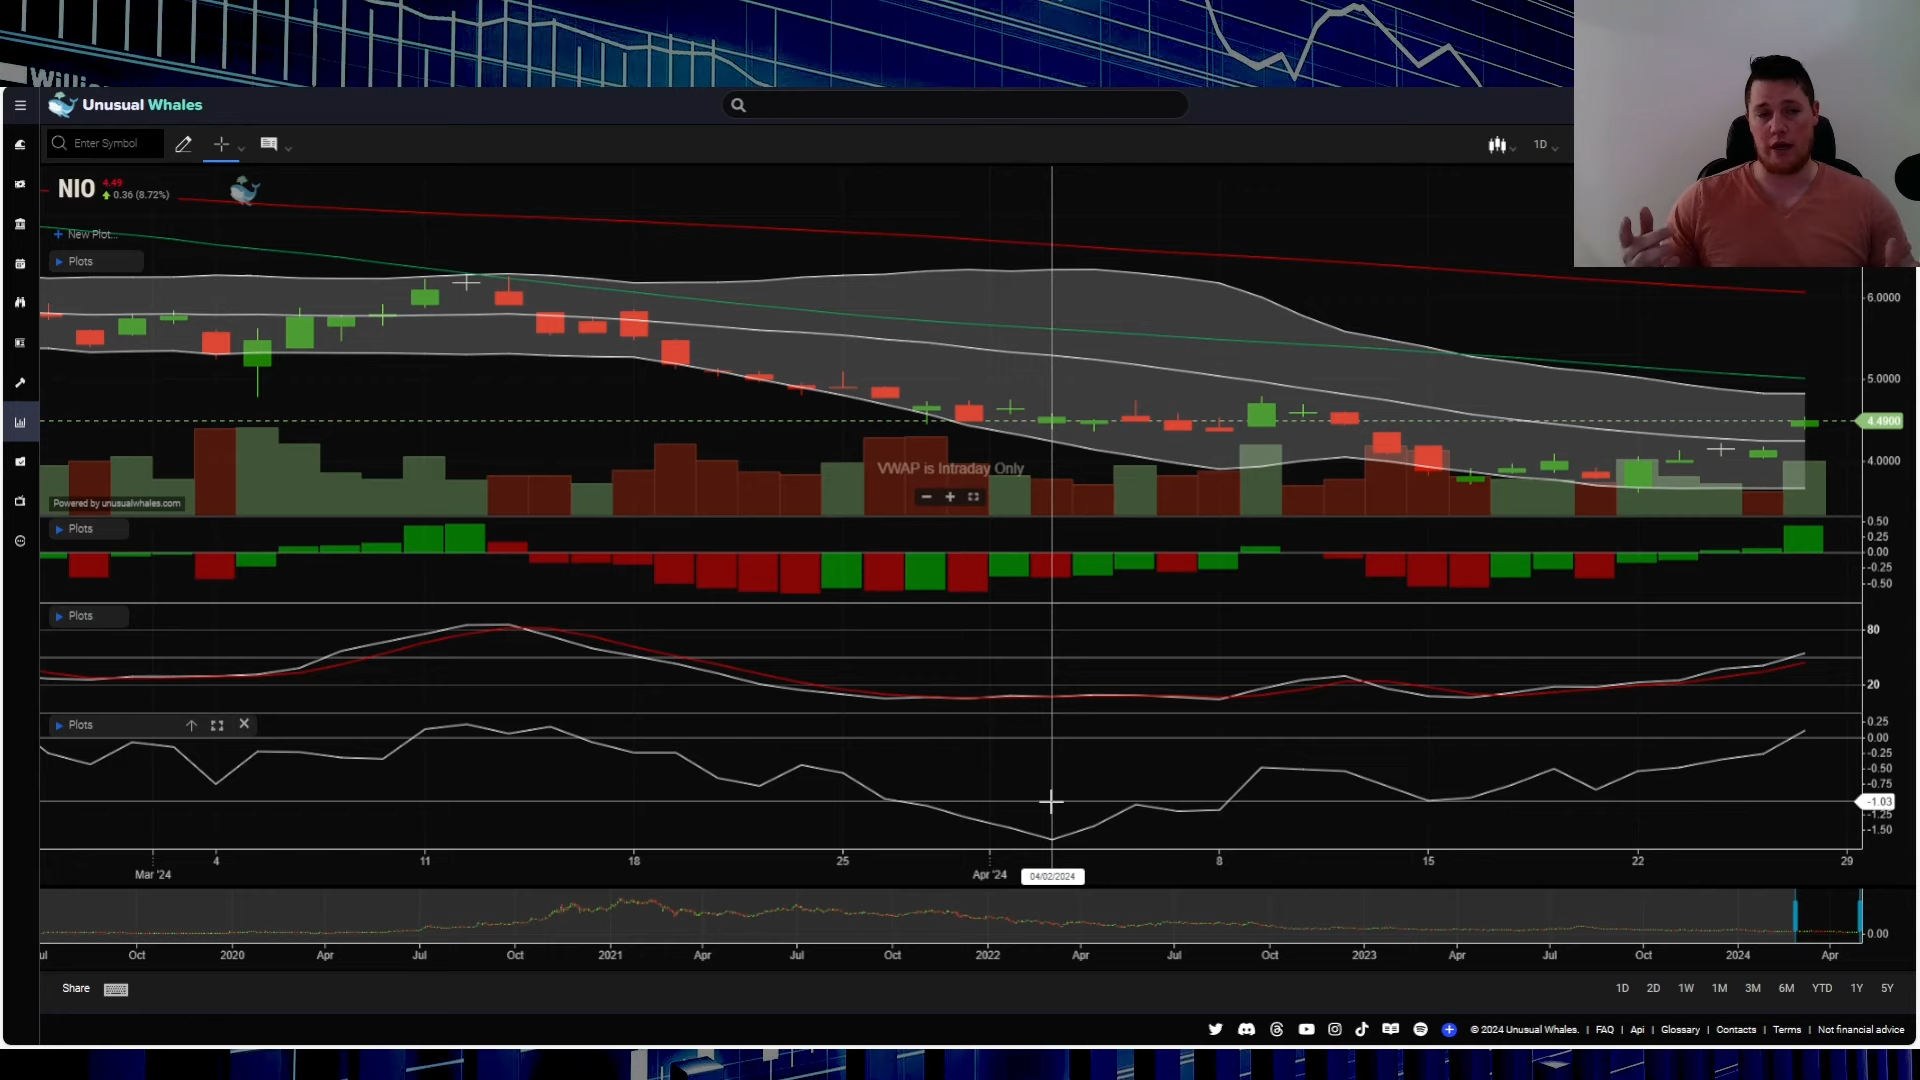 Willi
Unusual Whales
Enter Symbol
1D
NIO 4.49
0.36 (8.72%)
+ New Plot...
Plots
6.0000
5.0000
4.4900
4.0000
VWAP is Intraday Only
Powered by unusualwhales.com
Plots
0.50
0.25
0.00
-0.25
-0.50
Plots
80
20
Plots
0.25
0.00
-0.25
-0.50
-0.75
-1.03
-1.25
-1.50
4 11 18 25 8 15 22 29
Mar '24 Apr '24 04/02/2024
0.00
Oct 2020 Apr Jul Oct 2021 Apr Jul Oct 2022 Apr Jul Oct 2023 Apr Jul Oct 2024 Apr
Share 1D 2D 1W 1M 3M 6M YTD 1Y 5Y
© 2024 Unusual Whales. | FAQ | Api | Glossary | Contacts | Terms | Not financial advice